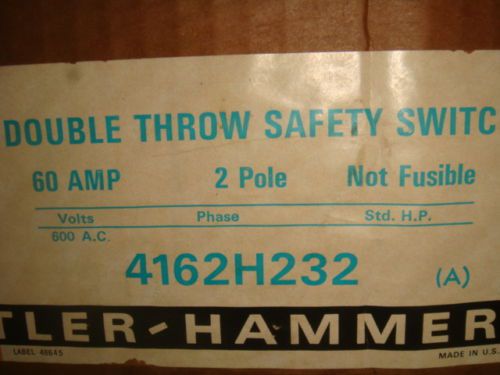 DOUBLE THROW SAFETY SWITC
60 AMP 2 Pole Not Fusible
Volts Phase Std. H.P.
600 A.C.
4162H232 (A)
TLER-HAMMER
LABEL 48645 MADE IN U.S.